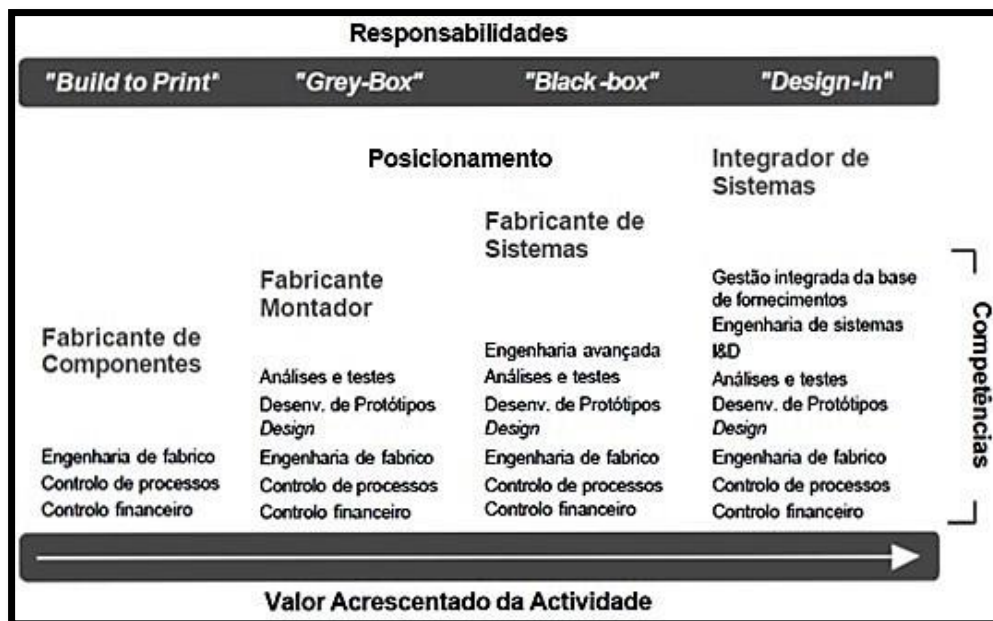 Responsabilidades
"Build to Print" "Grey-Box" "Black-box" "Design-In"
Posicionamento
Integrador de
Sistemas
Fabricante de
Sistemas
Fabricante
Montador
Fabricante de
Componentes
Engenharia de fabrico
Controlo de processos
Controlo financeiro
Análises e testes
Desenv. de Protótipos
Design
Engenharia de fabrico
Controlo de processos
Controlo financeiro
Engenharia avançada
Análises e testes
Desenv. de Protótipos
Design
Engenharia de fabrico
Controlo de processos
Controlo financeiro
Gestão integrada da base
de fornecimentos
Engenharia de sistemas
I&D
Análises e testes
Desenv. de Protótipos
Design
Engenharia de fabrico
Controlo de processos
Controlo financeiro
Competências
Valor Acrescentado da Actividade